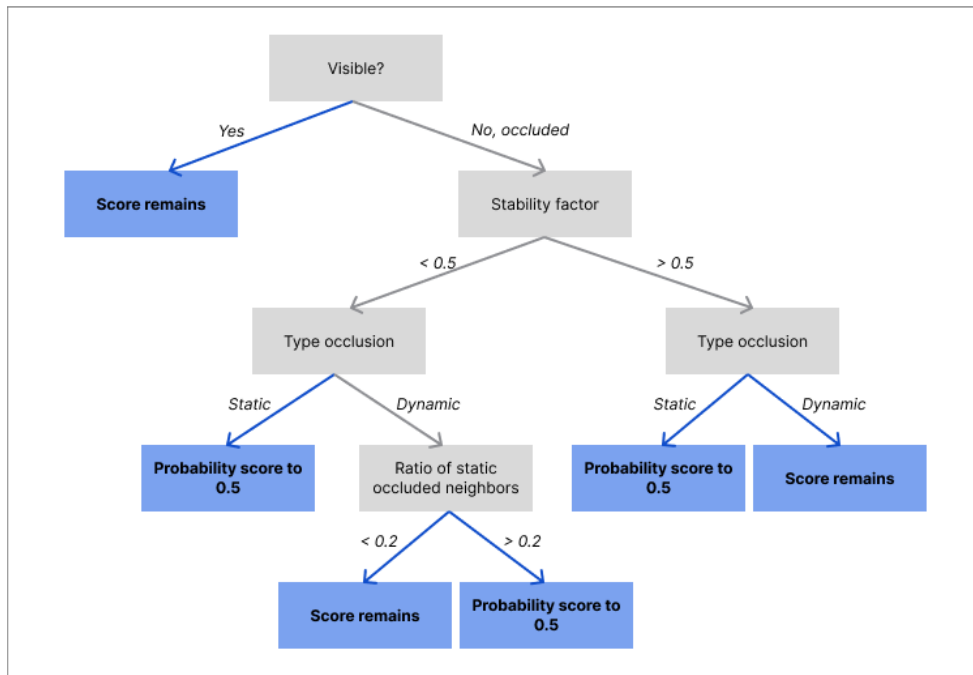 Visible?
Yes
No, occluded
Score remains
Stability factor
< 0.5
> 0.5
Type occlusion
Type occlusion
Static
Dynamic
Static
Dynamic
Probability score to
0.5
Ratio of static
occluded neighbors
Probability score to
0.5
Score remains
< 0.2
> 0.2
Score remains
Probability score to
0.5